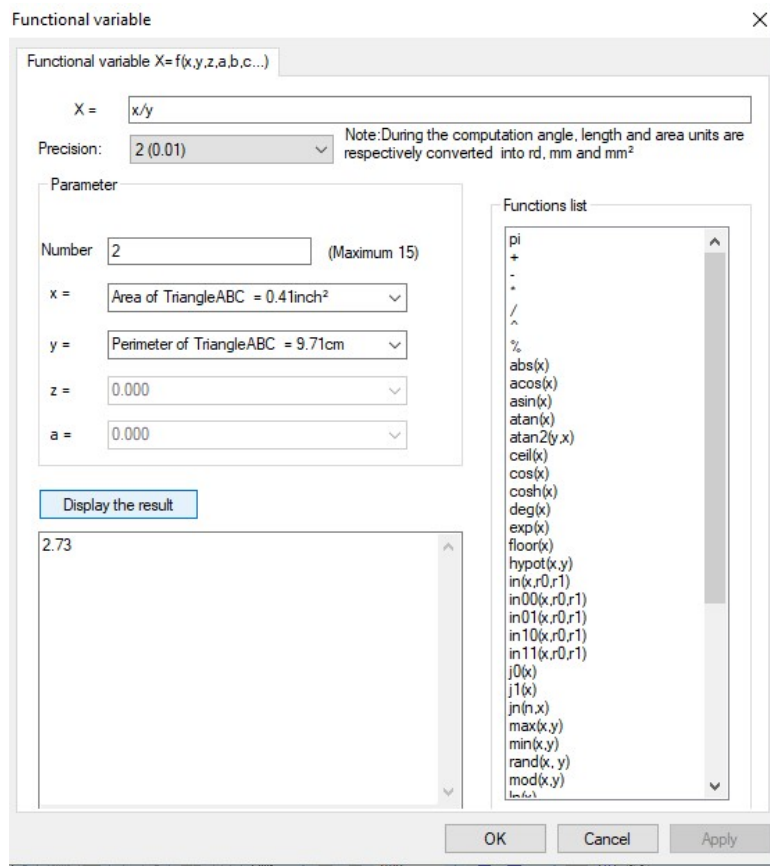 Functional variable
Functional variable X=f(x,y,z,a,b,c...)
X =
x/y
Precision:
2 (0.01)
Note:During the computation angle, length and area units are
respectively converted into rd, mm and mm²
Parameter
Number
2
(Maximum 15)
x =
Area of TriangleABC = 0.41inch²
y =
Perimeter of TriangleABC = 9.71cm
z =
0.000
a =
0.000
Display the result
2.73
Functions list
pi
+
-
*
/
^
%
abs(x)
acos(x)
asin(x)
atan(x)
atan2(y,x)
ceil(x)
cos(x)
cosh(x)
deg(x)
exp(x)
floor(x)
hypot(x,y)
in(x,r0,r1)
in00(x,r0,r1)
in01(x,r0,r1)
in10(x,r0,r1)
in11(x,r0,r1)
j0(x)
j1(x)
jn(n,x)
max(x,y)
min(x,y)
rand(x, y)
mod(x,y)
OK
Cancel
Apply